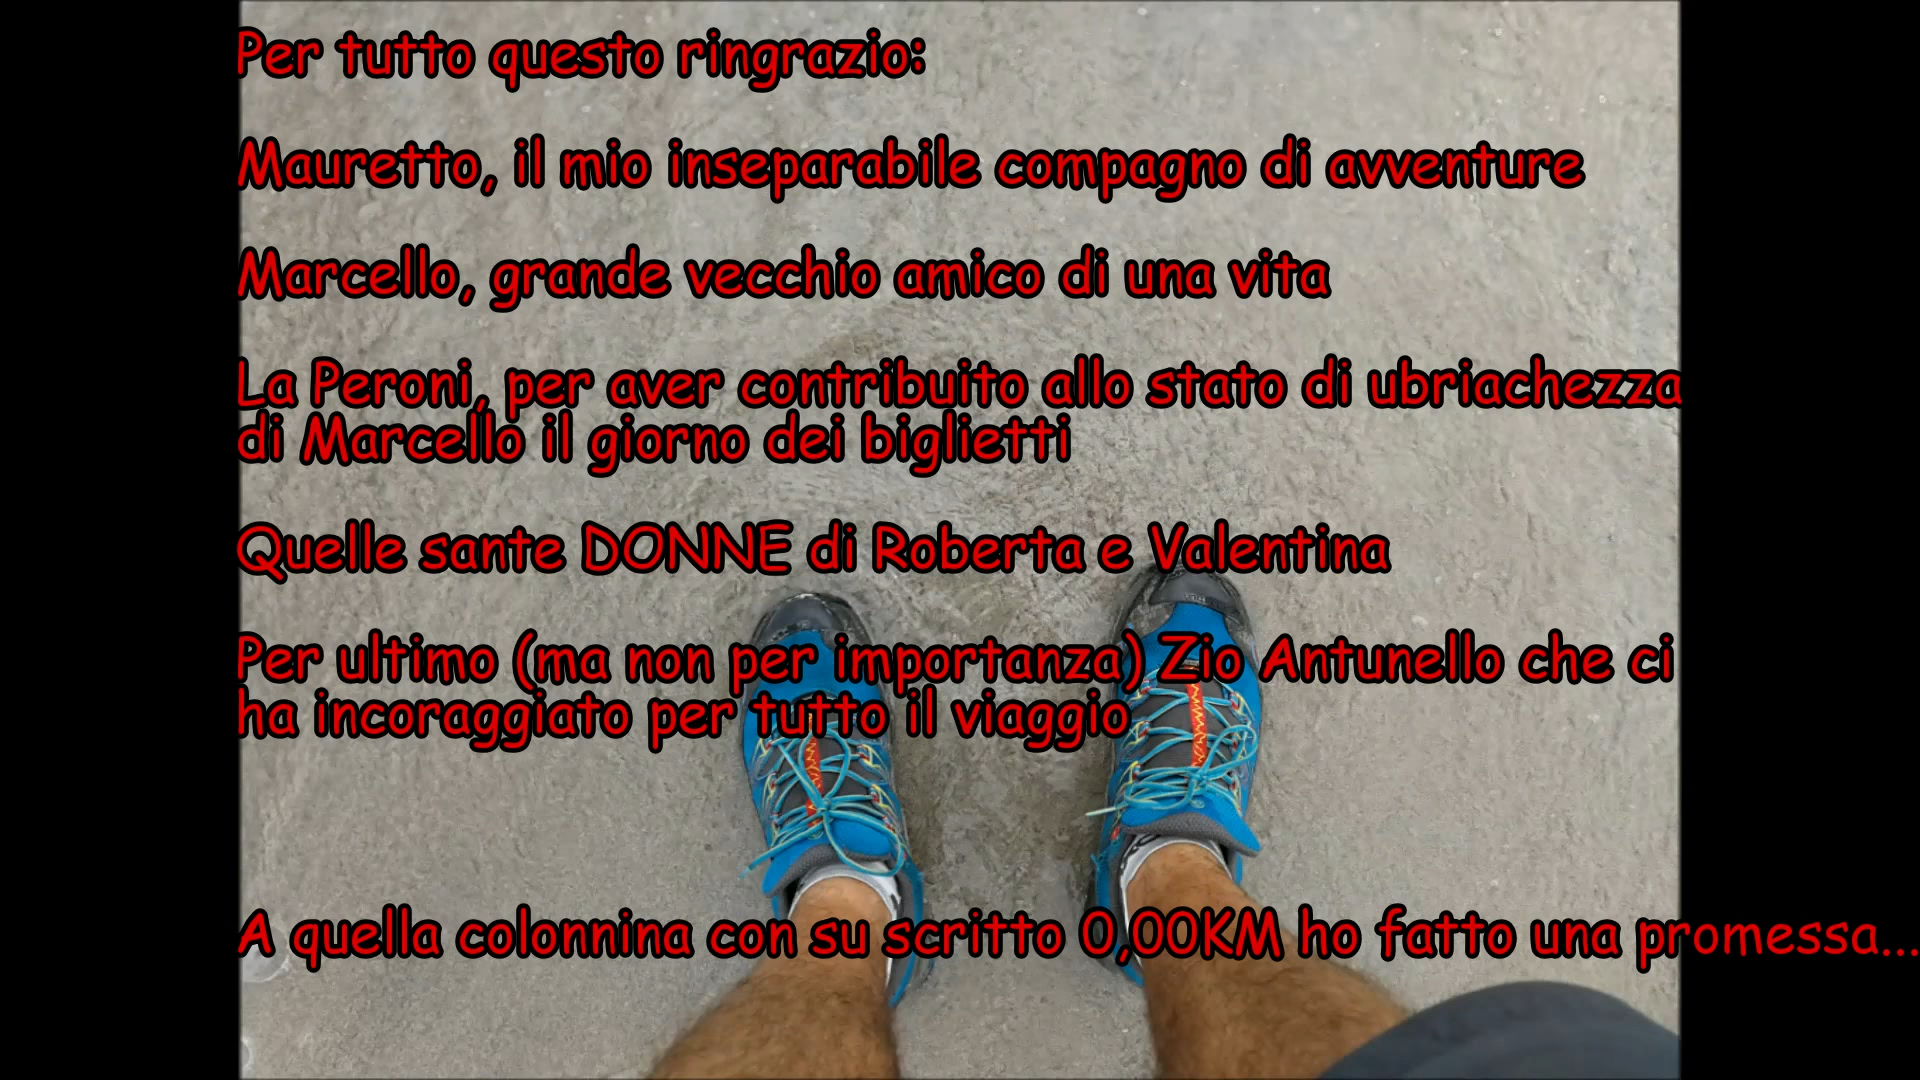 Per tutto questo ringrazio:
Mauretto, il mio inseparabile compagno di avventure
Marcello, grande vecchio amico di una vita
La Peroni, per aver contribuito allo stato di ubriachezza
di Marcello il giorno dei biglietti
Quelle sante DONNE di Roberta e Valentina
Per ultimo (ma non per importanza) Zio Antunello che ci
ha incoraggiato per tutto il viaggio
A quella colonnina con su scritto 0,00KM ho fatto una promessa...